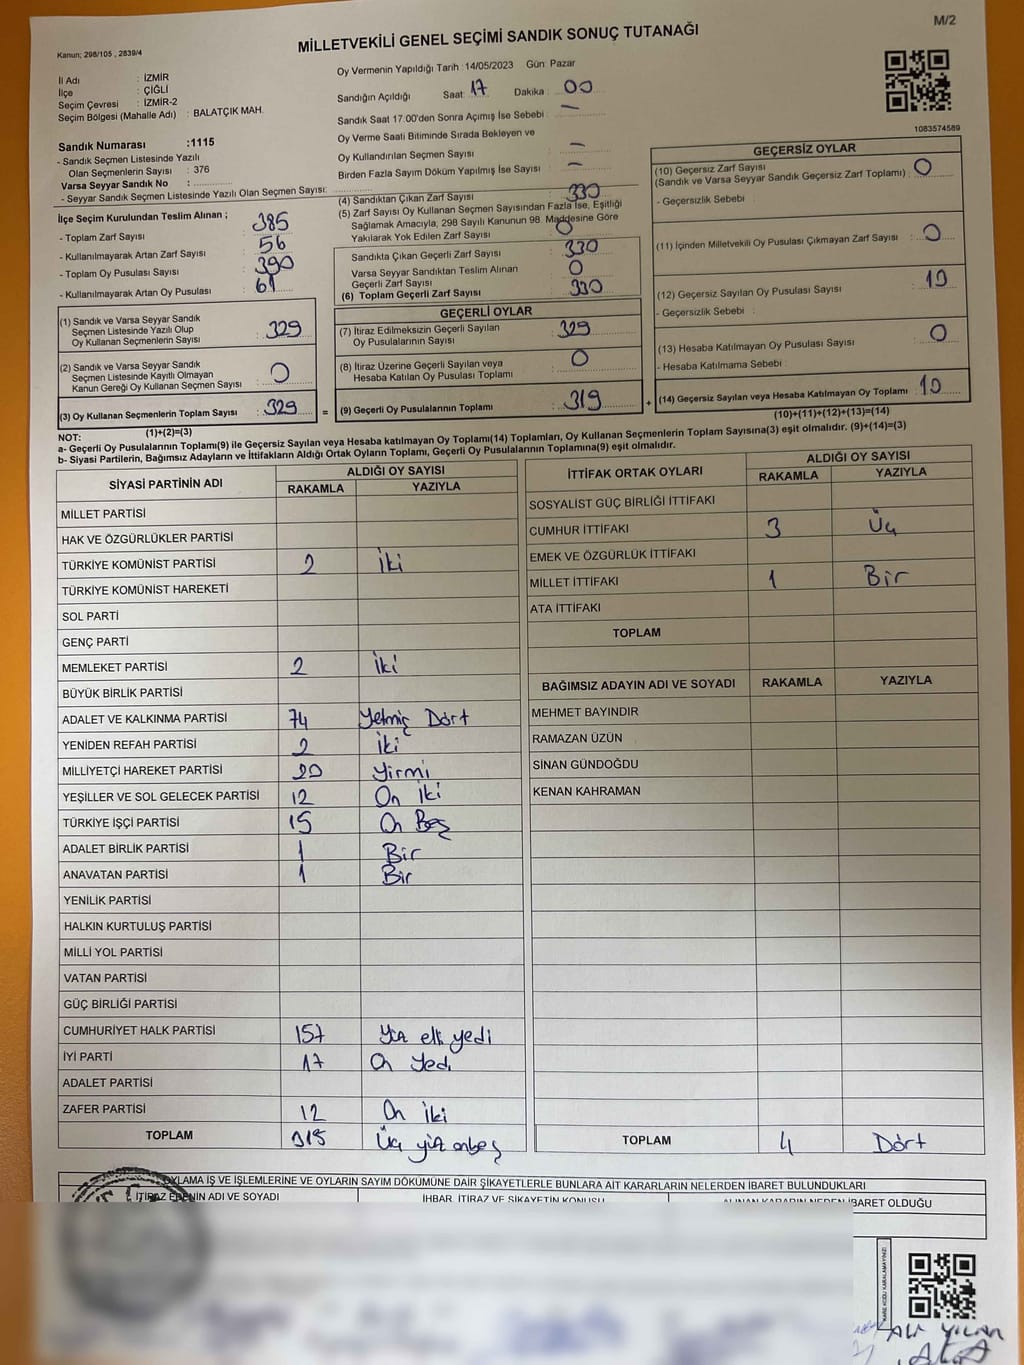 M/2
Kanun; 298/105 , 2839/4
MİLLETVEKİLİ GENEL SEÇİMİ SANDIK SONUÇ TUTANAĞI
İl Adı : İZMİR
İlçe : ÇİĞLİ
Seçim Çevresi : İZMİR-2
Seçim Bölgesi (Mahalle Adı) : BALATÇIK MAH.
Oy Vermenin Yapıldığı Tarih : 14/05/2023 Gün: Pazar
Sandığın Açıldığı Saat : 17 Dakika : 00
Sandık Saat 17:00'den Sonra Açımış İse Sebebi : –
Oy Verme Saati Bitiminde Sırada Bekleyen ve
Oy Kullandırılan Seçmen Sayısı –
Birden Fazla Sayım Döküm Yapılmış İse Sayısı –
1083574589
Sandık Numarası :1115
- Sandık Seçmen Listesinde Yazılı
Olan Seçmenlerin Sayısı : 376
Varsa Seyyar Sandık No :
- Seyyar Sandık Seçmen Listesinde Yazılı Olan Seçmen Sayısı:
İlçe Seçim Kurulundan Teslim Alınan ;
- Toplam Zarf Sayısı : 385
- Kullanılmayarak Artan Zarf Sayısı : 56
- Toplam Oy Pusulası Sayısı : 390
- Kullanılmayarak Artan Oy Pusulası : 61
(1) Sandık ve Varsa Seyyar Sandık
Seçmen Listesinde Yazılı Olup
Oy Kullanan Seçmenlerin Sayısı : 329
(2) Sandık ve Varsa Seyyar Sandık
Seçmen Listesinde Kayıtlı Olmayan
Kanun Gereği Oy Kullanan Seçmen Sayısı : 0
(3) Oy Kullanan Seçmenlerin Toplam Sayısı : 329
(1)+(2)=(3)
(4) Sandıktan Çıkan Zarf Sayısı : 330
(5) Zarf Sayısı Oy Kullanan Seçmen Sayısından Fazla İse, Eşitliği
Sağlamak Amacıyla, 298 Sayılı Kanunun 98. Maddesine Göre
Yakılarak Yok Edilen Zarf Sayısı : 0
Sandıkta Çıkan Geçerli Zarf Sayısı : 330
Varsa Seyyar Sandıktan Teslim Alınan
Geçerli Zarf Sayısı : 0
(6) Toplam Geçerli Zarf Sayısı : 330
GEÇERLİ OYLAR
(7) İtiraz Edilmeksizin Geçerli Sayılan
Oy Pusulalarının Sayısı : 329
(8) İtiraz Üzerine Geçerli Sayılan veya
Hesaba Katılan Oy Pusulası Toplamı : 0
= (9) Geçerli Oy Pusulalarının Toplamı : 319
GEÇERSİZ OYLAR
(10) Geçersiz Zarf Sayısı
(Sandık ve Varsa Seyyar Sandık Geçersiz Zarf Toplamı) : 0
- Geçersizlik Sebebi :
(11) İçinden Milletvekili Oy Pusulası Çıkmayan Zarf Sayısı : 0
(12) Geçersiz Sayılan Oy Pusulası Sayısı : 10
- Geçersizlik Sebebi :
(13) Hesaba Katılmayan Oy Pusulası Sayısı : 0
- Hesaba Katılmama Sebebi :
+ (14) Geçersiz Sayılan veya Hesaba Katılmayan Oy Toplamı : 10
(10)+(11)+(12)+(13)=(14)
NOT:
a- Geçerli Oy Pusulalarının Toplamı(9) ile Geçersiz Sayılan veya Hesaba katılmayan Oy Toplamı(14) Toplamları, Oy Kullanan Seçmenlerin Toplam Sayısına(3) eşit olmalıdır. (9)+(14)=(3)
b- Siyasi Partilerin, Bağımsız Adayların ve İttifakların Aldığı Ortak Oyların Toplamı, Geçerli Oy Pusulalarının Toplamına(9) eşit olmalıdır.
SİYASİ PARTİNİN ADI ALDIĞI OY SAYISI
RAKAMLA YAZIYLA
MİLLET PARTİSİ
HAK VE ÖZGÜRLÜKLER PARTİSİ
TÜRKİYE KOMÜNİST PARTİSİ 2 İki
TÜRKİYE KOMÜNİST HAREKETİ
SOL PARTİ
GENÇ PARTİ
MEMLEKET PARTİSİ 2 İki
BÜYÜK BİRLİK PARTİSİ
ADALET VE KALKINMA PARTİSİ 74 Yetmiş Dört
YENİDEN REFAH PARTİSİ 2 İki
MİLLİYETÇİ HAREKET PARTİSİ 20 Yirmi
YEŞİLLER VE SOL GELECEK PARTİSİ 12 On İki
TÜRKİYE İŞÇİ PARTİSİ 15 On Beş
ADALET BİRLİK PARTİSİ 1 Bir
ANAVATAN PARTİSİ 1 Bir
YENİLİK PARTİSİ
HALKIN KURTULUŞ PARTİSİ
MİLLİ YOL PARTİSİ
VATAN PARTİSİ
GÜÇ BİRLİĞİ PARTİSİ
CUMHURİYET HALK PARTİSİ 157 Yüz elli yedi
İYİ PARTİ 17 On Yedi
ADALET PARTİSİ
ZAFER PARTİSİ 12 On İki
TOPLAM 315 Üç yüz onbeş
İTTİFAK ORTAK OYLARI ALDIĞI OY SAYISI
RAKAMLA YAZIYLA
SOSYALİST GÜÇ BİRLİĞİ İTTİFAKI
CUMHUR İTTİFAKI 3 Üç
EMEK VE ÖZGÜRLÜK İTTİFAKI
MİLLET İTTİFAKI 1 Bir
ATA İTTİFAKI
TOPLAM
BAĞIMSIZ ADAYIN ADI VE SOYADI RAKAMLA YAZIYLA
MEHMET BAYINDIR
RAMAZAN ÜZÜN
SİNAN GÜNDOĞDU
KENAN KAHRAMAN
TOPLAM 4 Dört
OYLAMA İŞ VE İŞLEMLERİNE VE OYLARIN SAYIM DÖKÜMÜNE DAİR ŞİKAYETLERLE BUNLARA AİT KARARLARIN NELERDEN İBARET BULUNDUKLARI
İTİRAZ EDENİN ADI VE SOYADI İHBAR, İTİRAZ VE ŞİKAYETİN KONUSU ALINAN KARARIN NEDEN İBARET OLDUĞU
KARE KODU KARALAMAYINIZ!